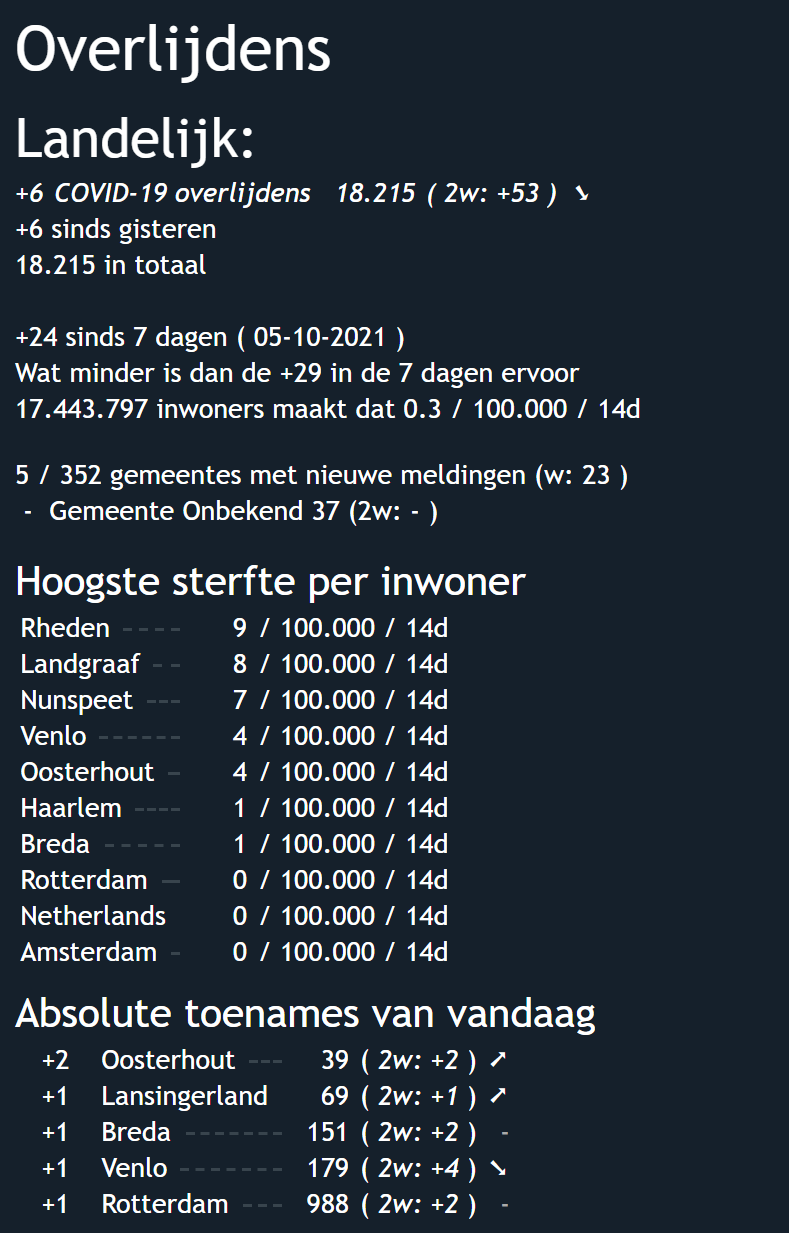 Overlijdens
Landelijk:
+6 COVID-19 overlijdens 18.215 ( 2w: +53 ) ➘
+6 sinds gisteren
18.215 in totaal
+24 sinds 7 dagen ( 05-10-2021 )
Wat minder is dan de +29 in de 7 dagen ervoor
17.443.797 inwoners maakt dat 0.3 / 100.000 / 14d
5 / 352 gemeentes met nieuwe meldingen (w: 23 )
- Gemeente Onbekend 37 (2w: - )
Hoogste sterfte per inwoner
Rheden ---- 9 / 100.000 / 14d
Landgraaf -- 8 / 100.000 / 14d
Nunspeet --- 7 / 100.000 / 14d
Venlo ------ 4 / 100.000 / 14d
Oosterhout - 4 / 100.000 / 14d
Haarlem ---- 1 / 100.000 / 14d
Breda ----- 1 / 100.000 / 14d
Rotterdam — 0 / 100.000 / 14d
Netherlands 0 / 100.000 / 14d
Amsterdam - 0 / 100.000 / 14d
Absolute toenames van vandaag
+2 Oosterhout --- 39 ( 2w: +2 ) ➚
+1 Lansingerland 69 ( 2w: +1 ) ➚
+1 Breda ------- 151 ( 2w: +2 ) -
+1 Venlo ------- 179 ( 2w: +4 ) ➘
+1 Rotterdam --- 988 ( 2w: +2 ) -